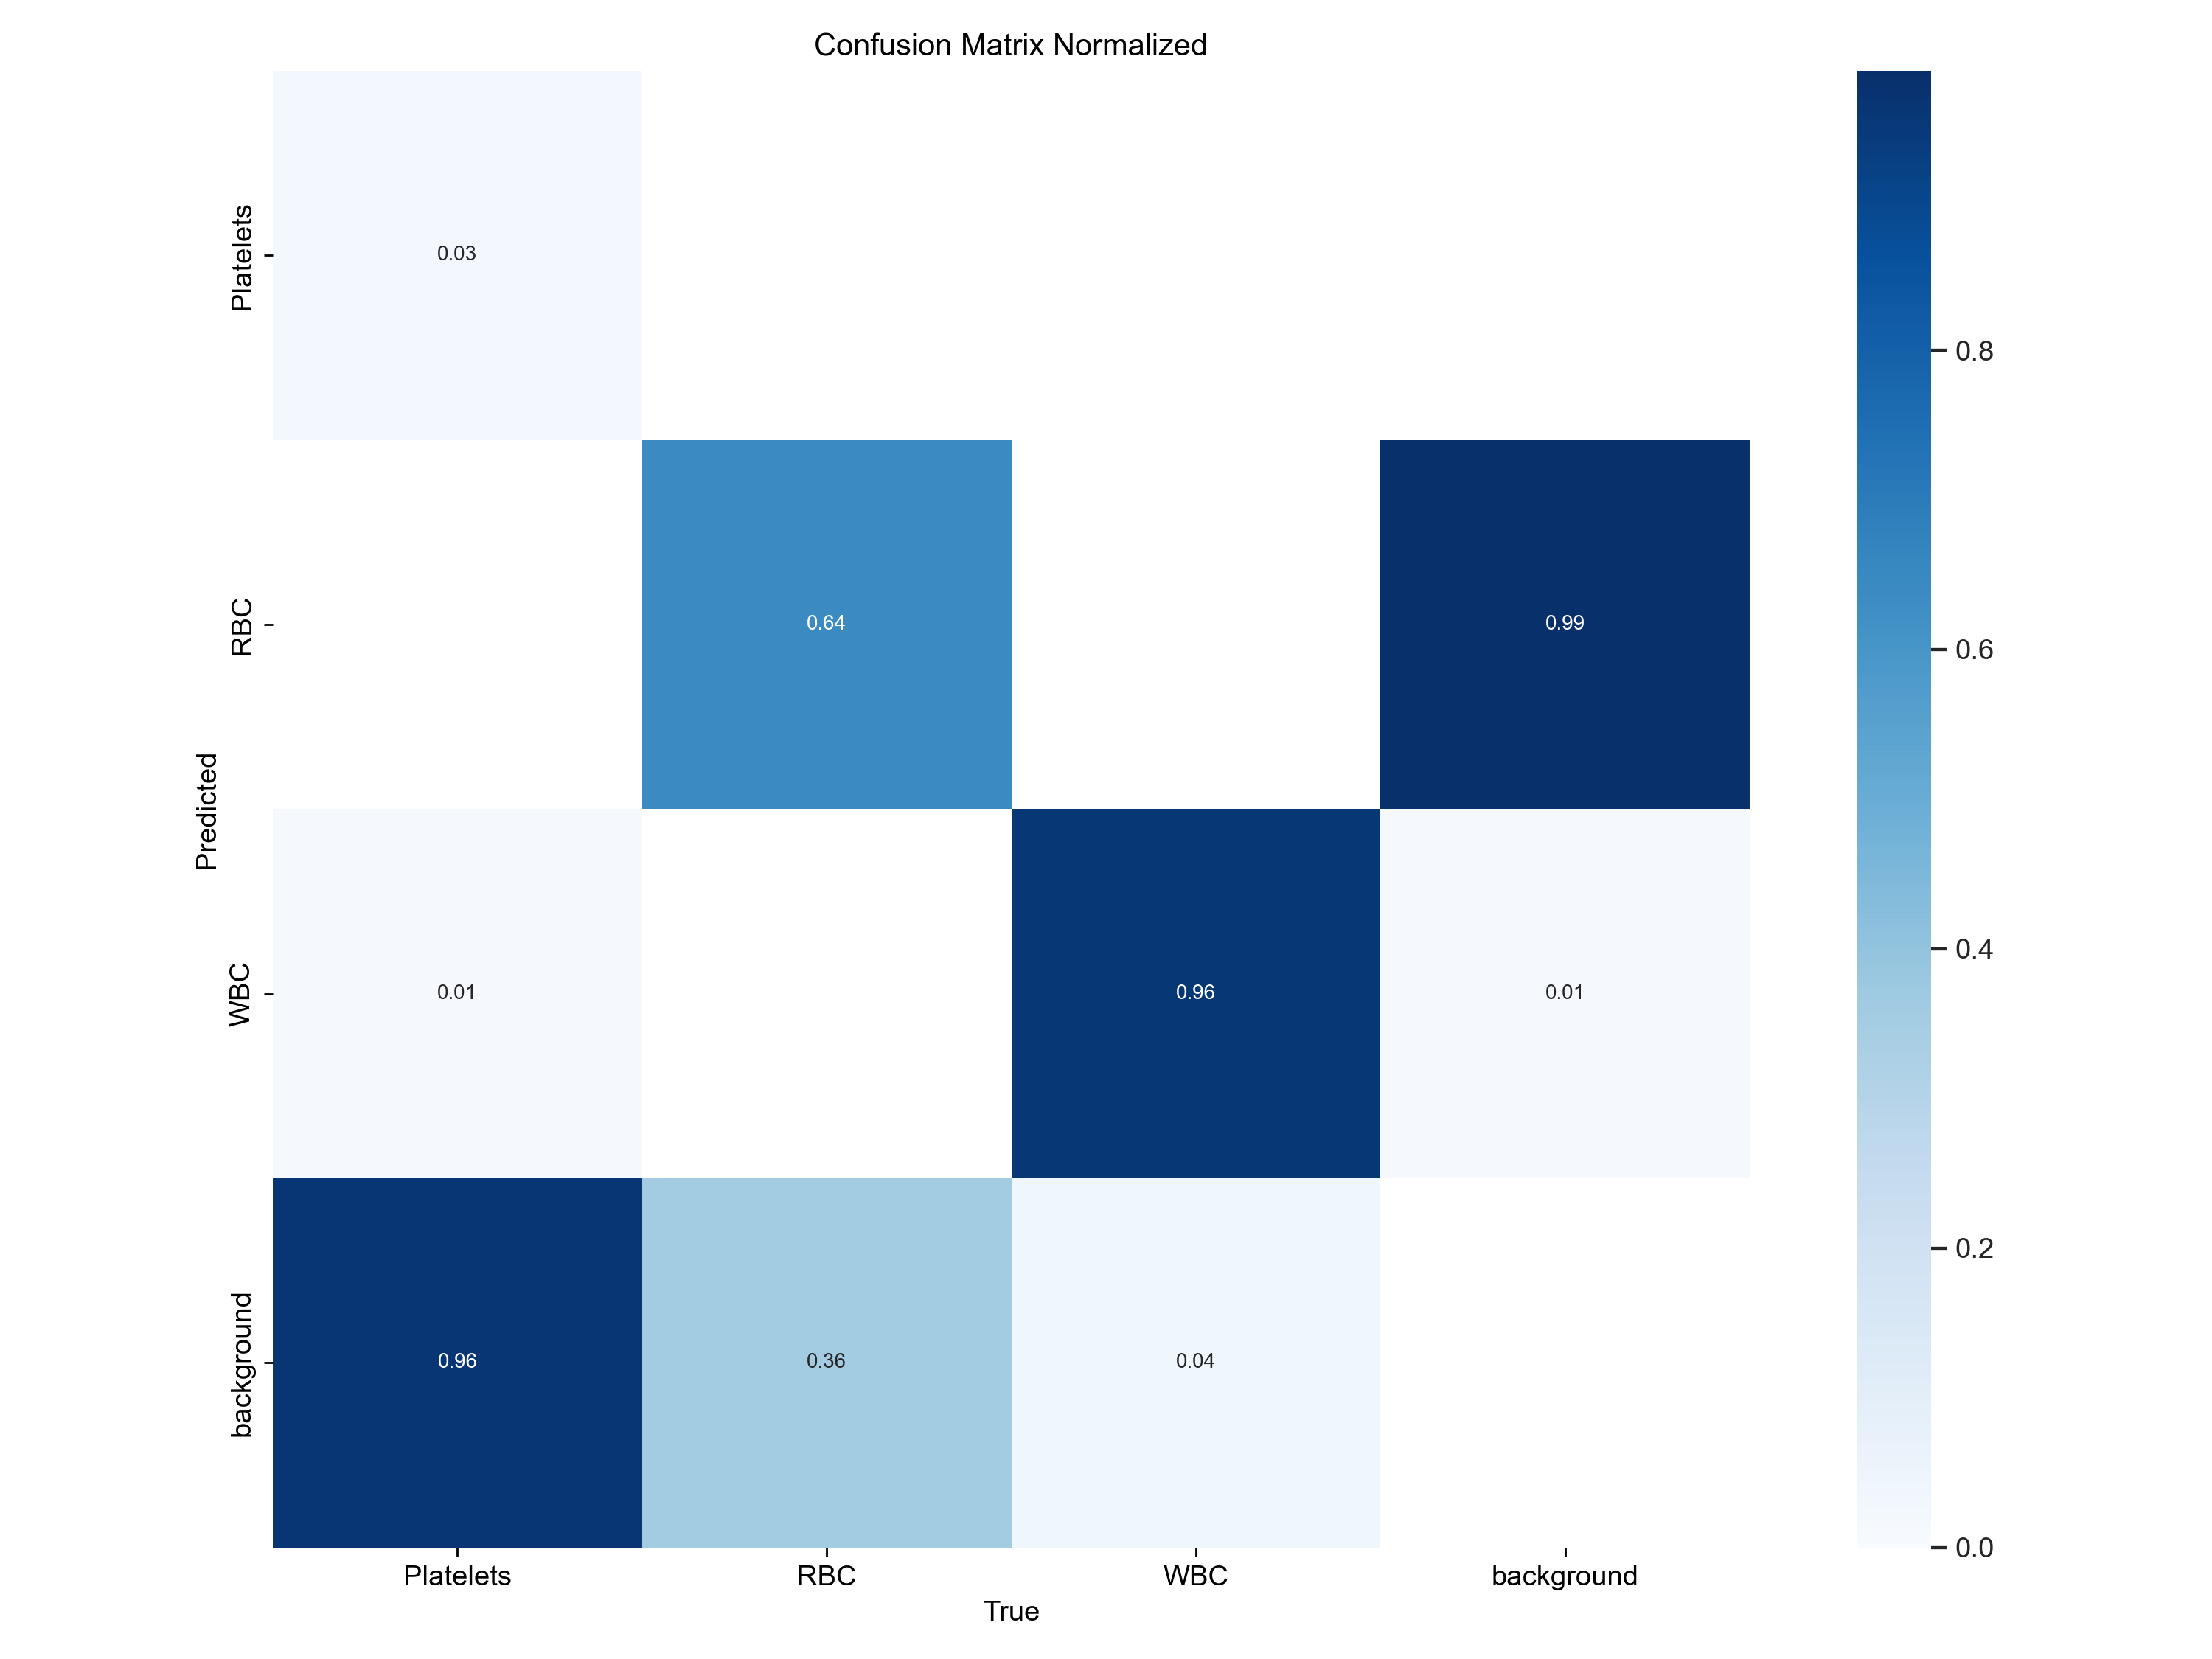 Confusion Matrix Normalized
Platelets
0.03
RBC
0.64
0.99
WBC
0.01
0.96
0.01
background
0.96
0.36
0.04
Predicted
Platelets
RBC
WBC
background
True
0.8
0.6
0.4
0.2
0.0